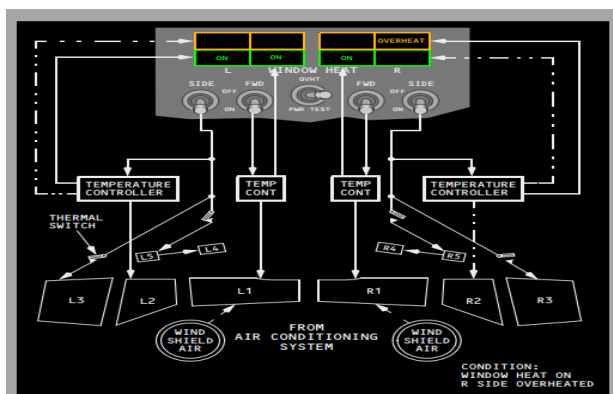 OVERHEAT
ON
ON
ON
L WINDOW HEAT R
OVHT
SIDE
FWD
FWD
SIDE
OFF
OFF
ON
ON
PWR TEST
TEMPERATURE
CONTROLLER
TEMP
CONT
TEMP
CONT
TEMPERATURE
CONTROLLER
THERMAL
SWITCH
L5
L4
R4
R5
L3
L2
L1
R1
R2
R3
WIND
SHIELD
AIR
FROM
AIR CONDITIONING
SYSTEM
WIND
SHIELD
AIR
CONDITION:
WINDOW HEAT ON
R SIDE OVERHEATED